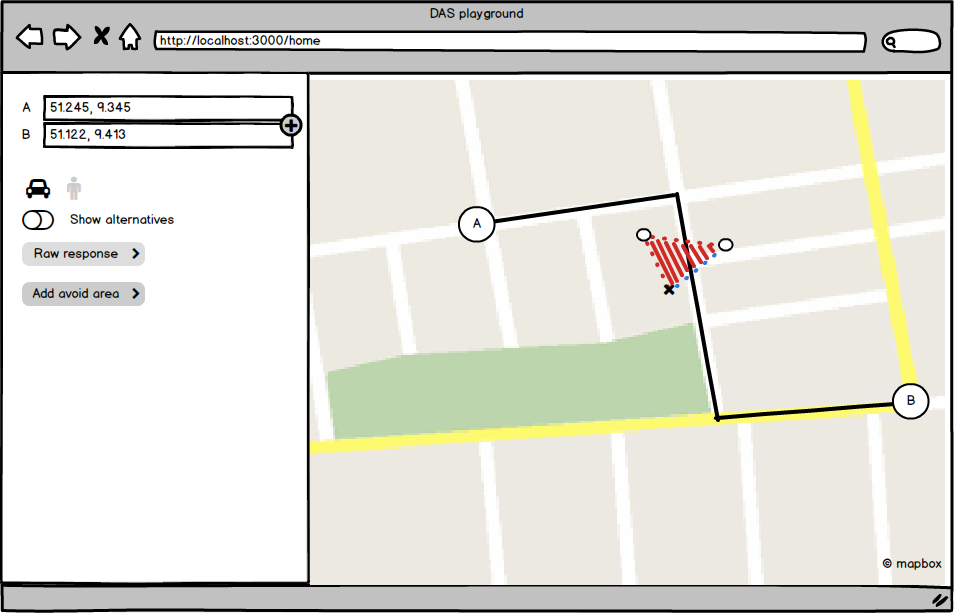 DAS playground
http://localhost:3000/home
A 51.245, 9.345
B 51.122, 9.413
Show alternatives
Raw response
Add avoid area
A
B
© mapbox